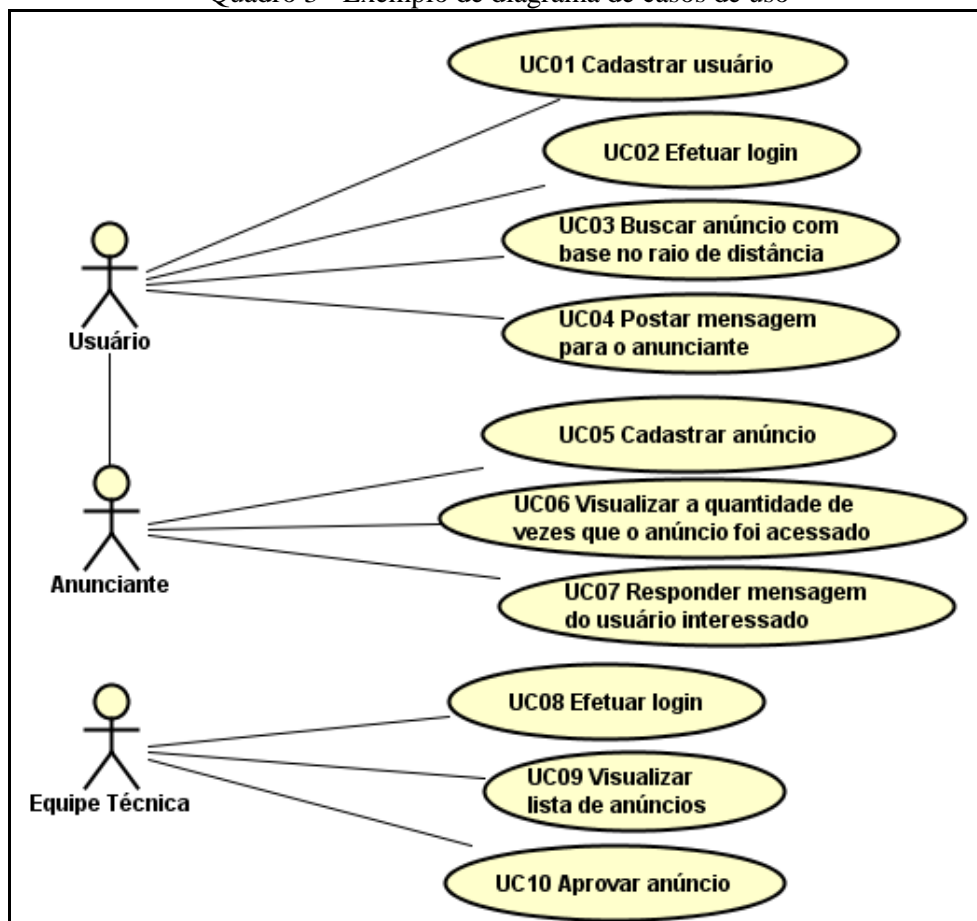 Quadro 3 - Exemplo de diagrama de casos de uso
UC01 Cadastrar usuário
UC02 Efetuar login
UC03 Buscar anúncio com
base no raio de distância
Usuário
UC04 Postar mensagem
para o anunciante
UC05 Cadastrar anúncio
UC06 Visualizar a quantidade de
vezes que o anúncio foi acessado
Anunciante
UC07 Responder mensagem
do usuário interessado
UC08 Efetuar login
UC09 Visualizar
lista de anúncios
Equipe Técnica
UC10 Aprovar anúncio